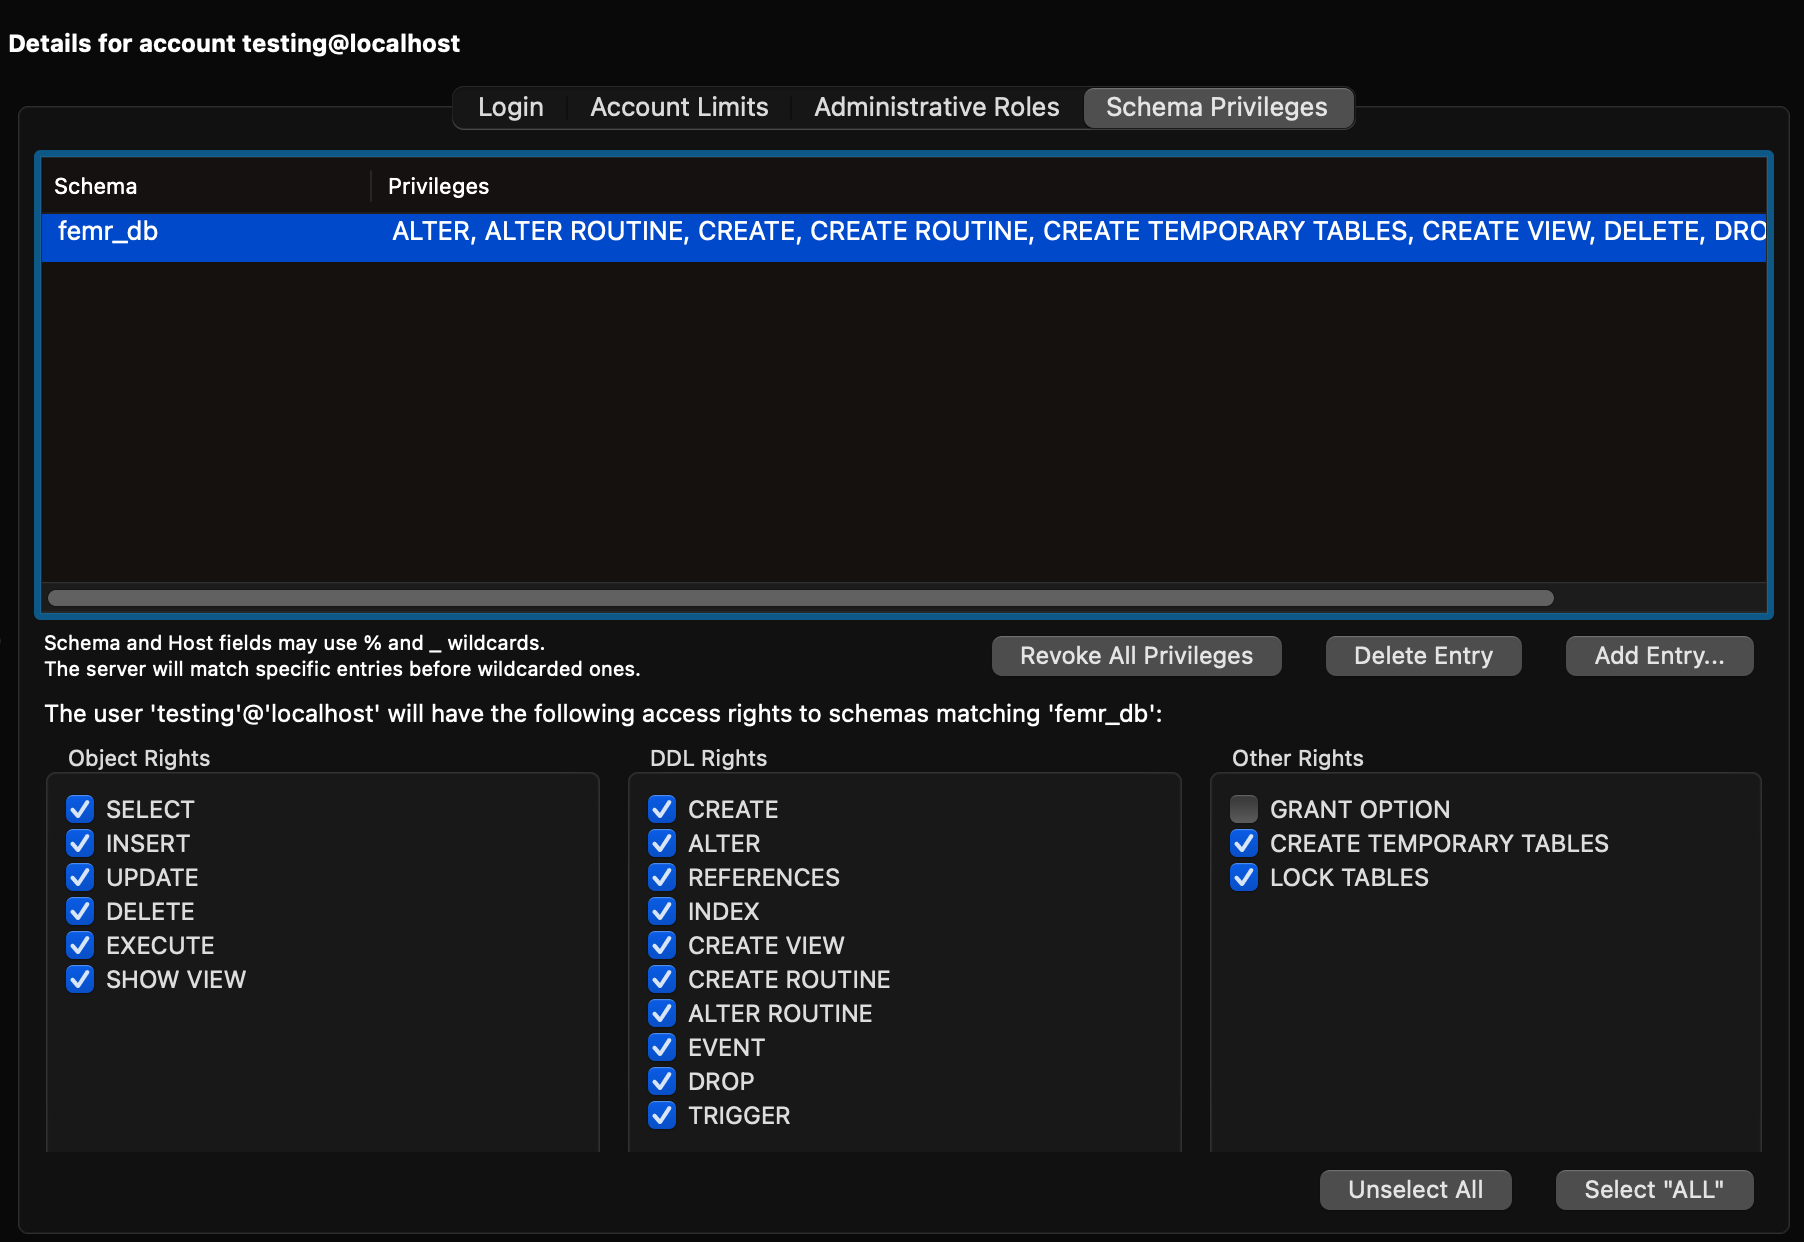 Details for account testing@localhost
Login Account Limits Administrative Roles Schema Privileges
Schema Privileges
femr_db ALTER, ALTER ROUTINE, CREATE, CREATE ROUTINE, CREATE TEMPORARY TABLES, CREATE VIEW, DELETE, DRO
Schema and Host fields may use % and _ wildcards.
The server will match specific entries before wildcarded ones.
Revoke All Privileges Delete Entry Add Entry...
The user 'testing'@'localhost' will have the following access rights to schemas matching 'femr_db':
Object Rights
SELECT
INSERT
UPDATE
DELETE
EXECUTE
SHOW VIEW
DDL Rights
CREATE
ALTER
REFERENCES
INDEX
CREATE VIEW
CREATE ROUTINE
ALTER ROUTINE
EVENT
DROP
TRIGGER
Other Rights
GRANT OPTION
CREATE TEMPORARY TABLES
LOCK TABLES
Unselect All Select "ALL"